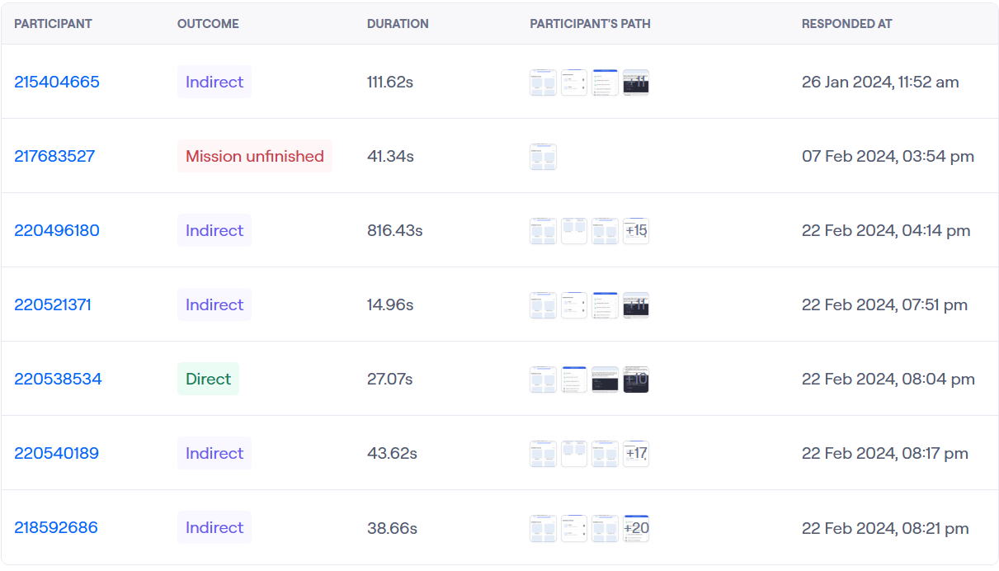 PARTICIPANT OUTCOME DURATION PARTICIPANT'S PATH RESPONDED AT
215404665 Indirect 111.62s +11 26 Jan 2024, 11:52 am
217683527 Mission unfinished 41.34s 07 Feb 2024, 03:54 pm
220496180 Indirect 816.43s +15 22 Feb 2024, 04:14 pm
220521371 Indirect 14.96s +11 22 Feb 2024, 07:51 pm
220538534 Direct 27.07s +10 22 Feb 2024, 08:04 pm
220540189 Indirect 43.62s +17 22 Feb 2024, 08:17 pm
218592686 Indirect 38.66s +20 22 Feb 2024, 08:21 pm